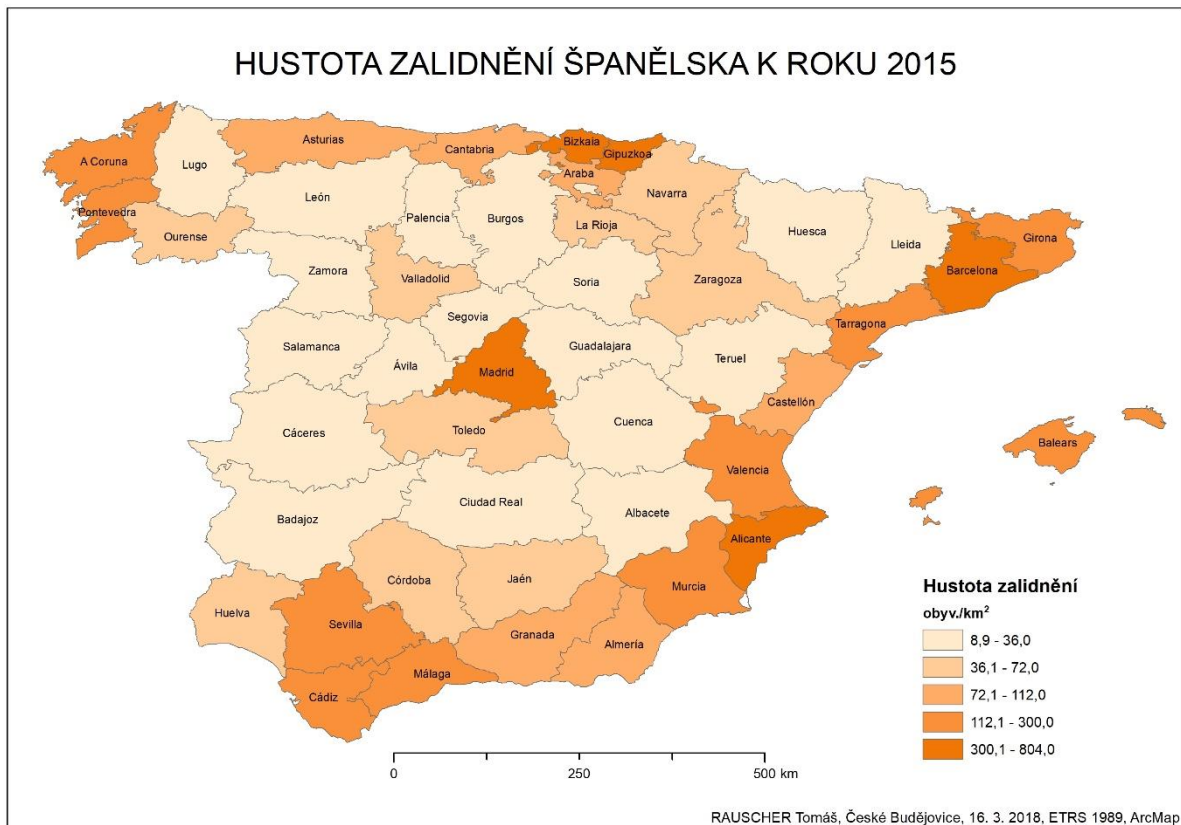 HUSTOTA ZALIDNĚNÍ ŠPANĚLSKA K ROKU 2015
A Coruna
Lugo
Asturias
Cantabria
Bizkaia
Gipuzkoa
Araba
Navarra
Pontevedra
Ourense
León
Palencia
Burgos
La Rioja
Huesca
Lleida
Girona
Barcelona
Zamora
Valladolid
Soria
Zaragoza
Tarragona
Segovia
Salamanca
Ávila
Guadalajara
Teruel
Madrid
Castellón
Cáceres
Toledo
Cuenca
Valencia
Balears
Badajoz
Ciudad Real
Albacete
Alicante
Huelva
Sevilla
Córdoba
Jaén
Murcia
Granada
Almería
Cádiz
Málaga
Hustota zalidnění
obyv./km²
8,9 - 36,0
36,1 - 72,0
72,1 - 112,0
112,1 - 300,0
300,1 - 804,0
0 250 500 km
RAUSCHER Tomáš, České Budějovice, 16. 3. 2018, ETRS 1989, ArcMap